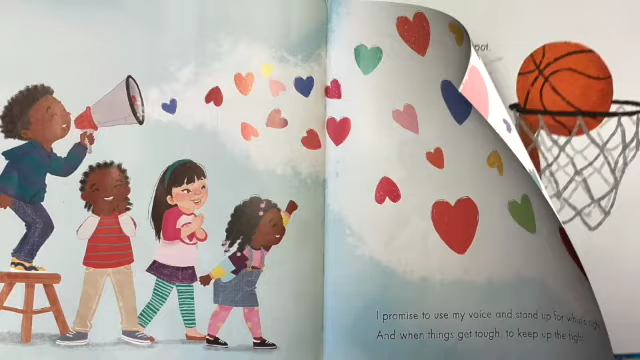 pot.
I promise to use my voice and stand up for what's right.
And when things get tough, to keep up the fight.